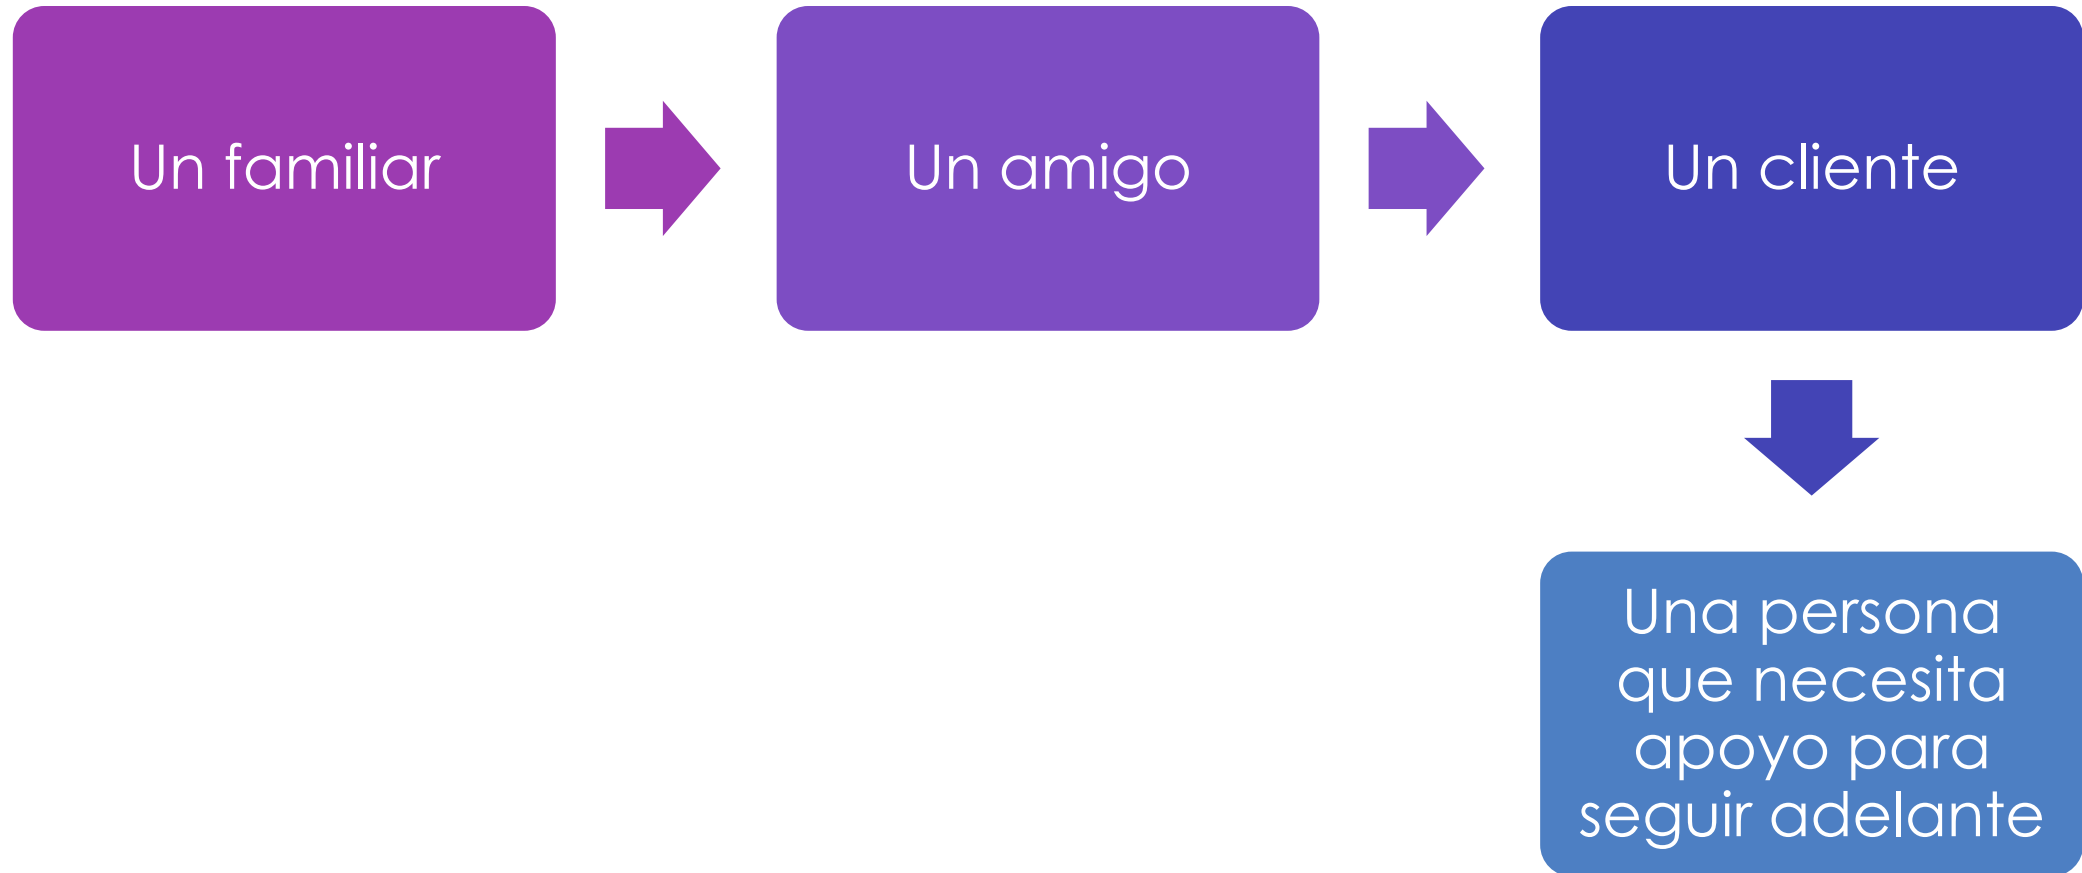 Un familiar
Un amigo
Un cliente
Una persona
que necesita
apoyo para
seguir adelante